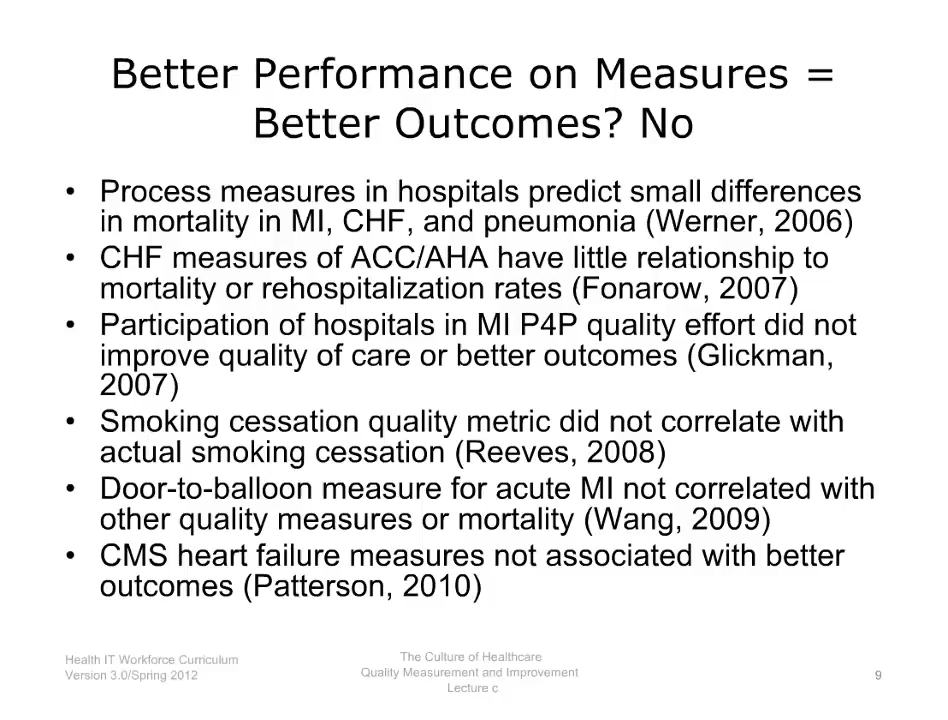 Better Performance on Measures =
Better Outcomes? No
• Process measures in hospitals predict small differences
in mortality in MI, CHF, and pneumonia (Werner, 2006)
• CHF measures of ACC/AHA have little relationship to
mortality or rehospitalization rates (Fonarow, 2007)
• Participation of hospitals in MI P4P quality effort did not
improve quality of care or better outcomes (Glickman,
2007)
• Smoking cessation quality metric did not correlate with
actual smoking cessation (Reeves, 2008)
• Door-to-balloon measure for acute MI not correlated with
other quality measures or mortality (Wang, 2009)
• CMS heart failure measures not associated with better
outcomes (Patterson, 2010)
Health IT Workforce Curriculum
Version 3.0/Spring 2012
The Culture of Healthcare
Quality Measurement and Improvement
Lecture c
9